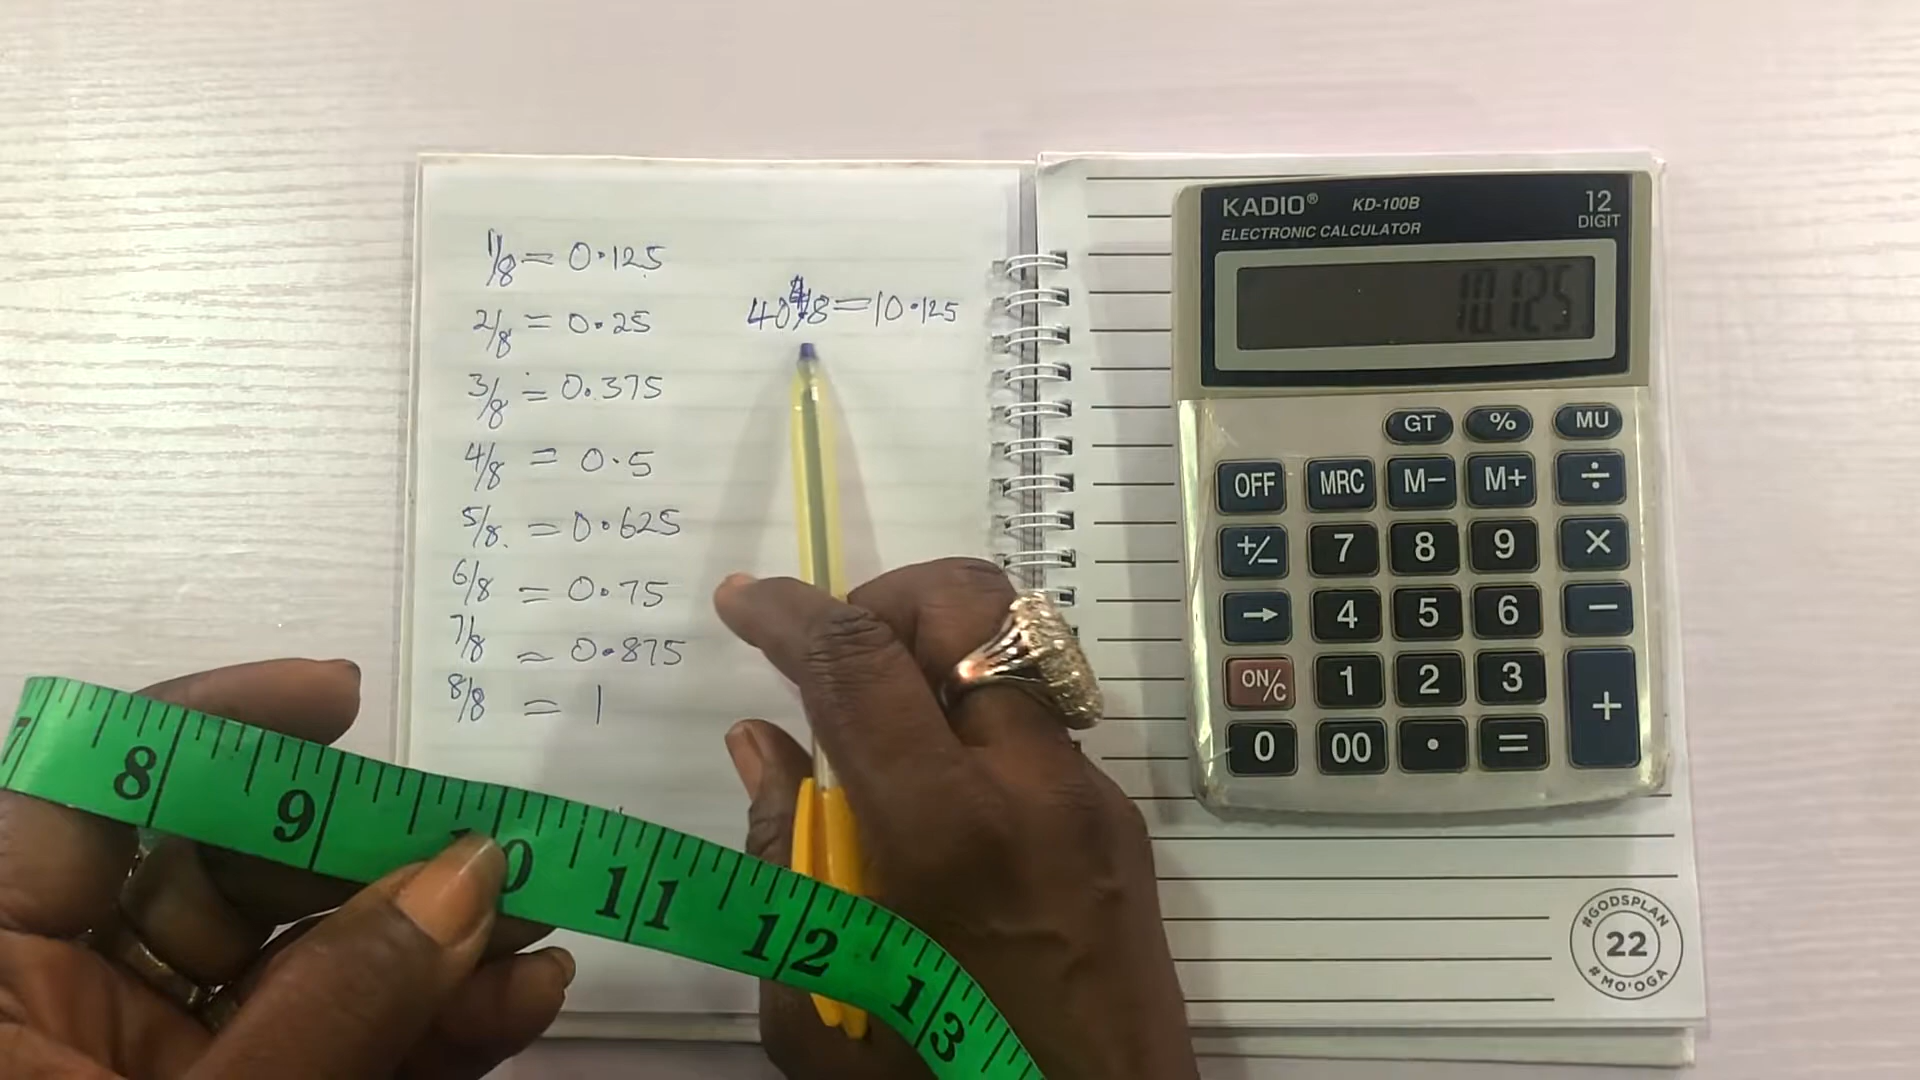 1/8 = 0.125
2/8 = 0.25
3/8 = 0.375
4/8 = 0.5
5/8. = 0.625
6/8 = 0.75
7/8 = 0.875
8/8 = 1
40 4/8 = 10.125
KADIO® KD-100B 12
ELECTRONIC CALCULATOR DIGIT
10.125
GT % MU
OFF MRC M− M+ ÷
+/− 7 8 9 ×
→ 4 5 6 −
ON/C 1 2 3 +
0 00 • =
7 8 9 10 11 12 13
#GODSPLAN
22
#MO'OGA